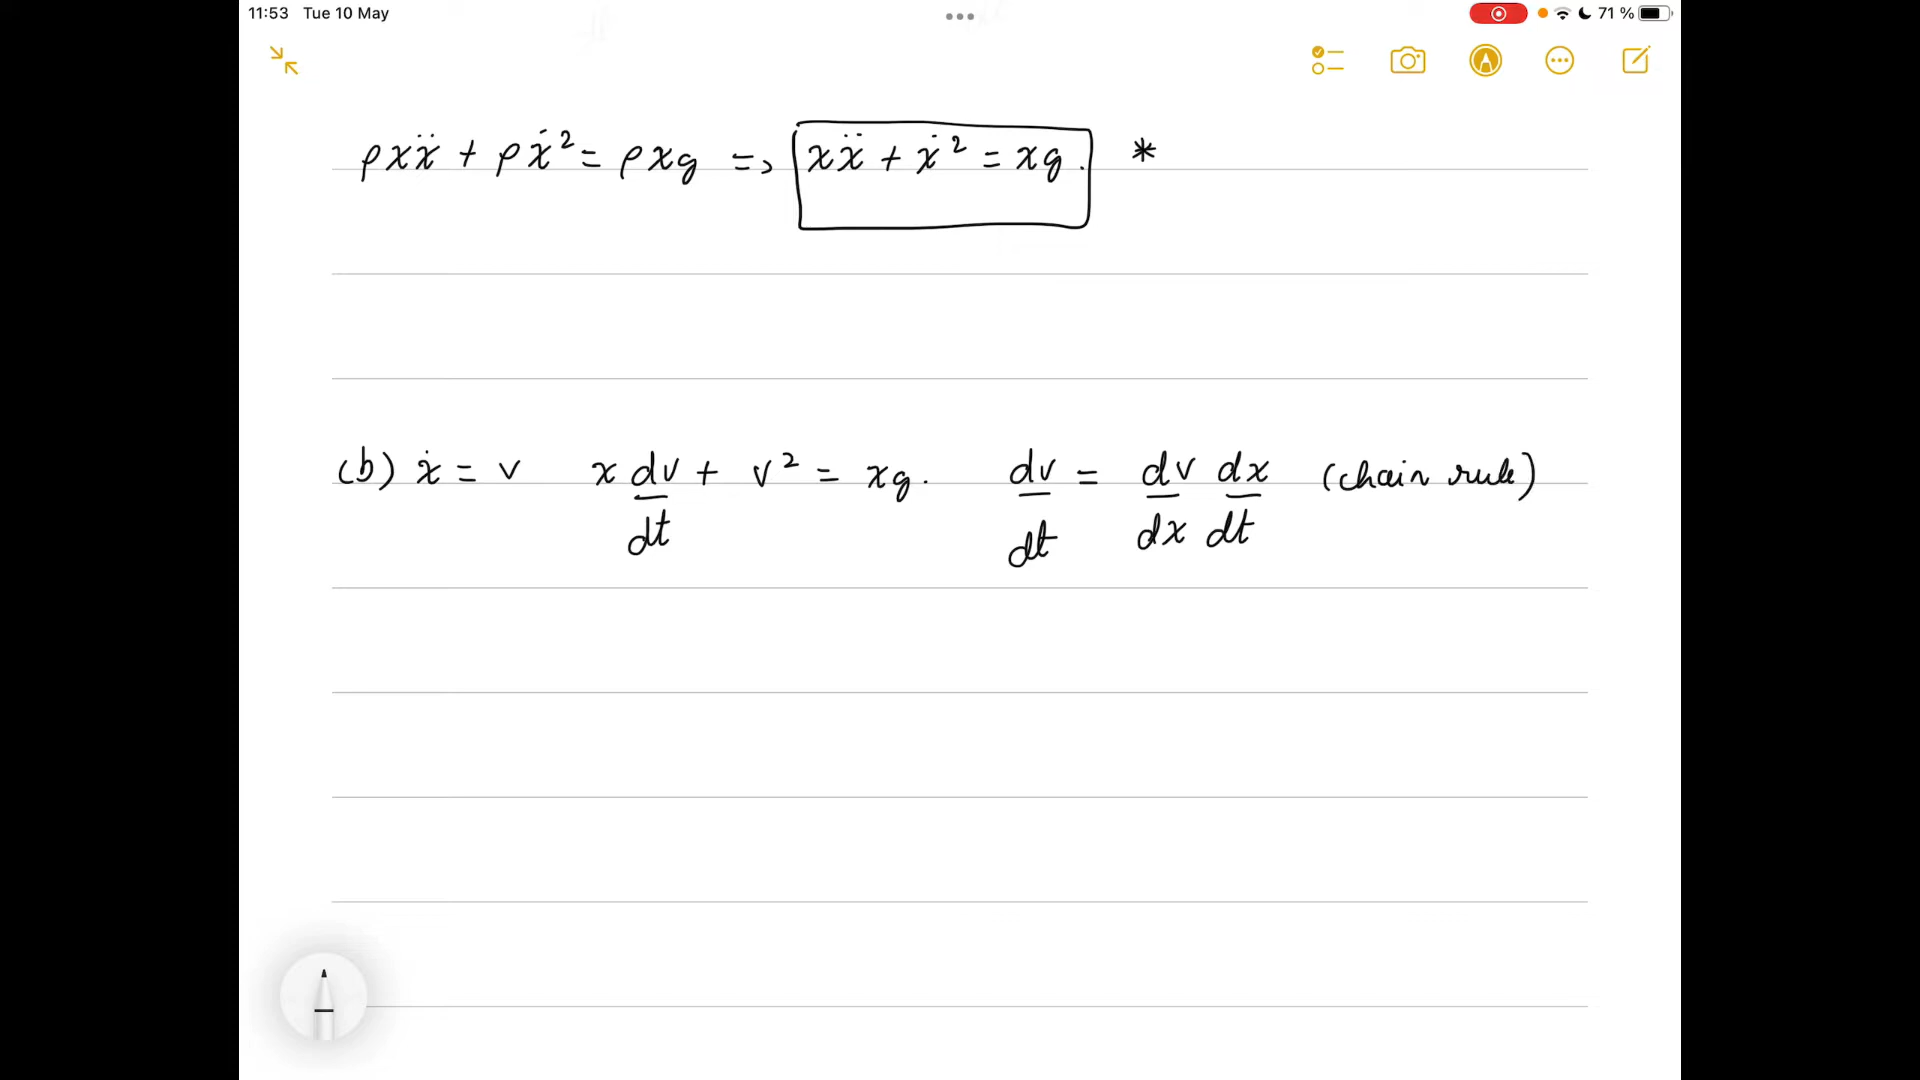 11:53 Tue 10 May 71 %
ρxẍ + ρẋ² = ρxg => xẍ + ẋ² = xg. *
(b) ẋ = v x dv/dt + v² = xg. dv/dt = dv/dx dx/dt (chain rule)